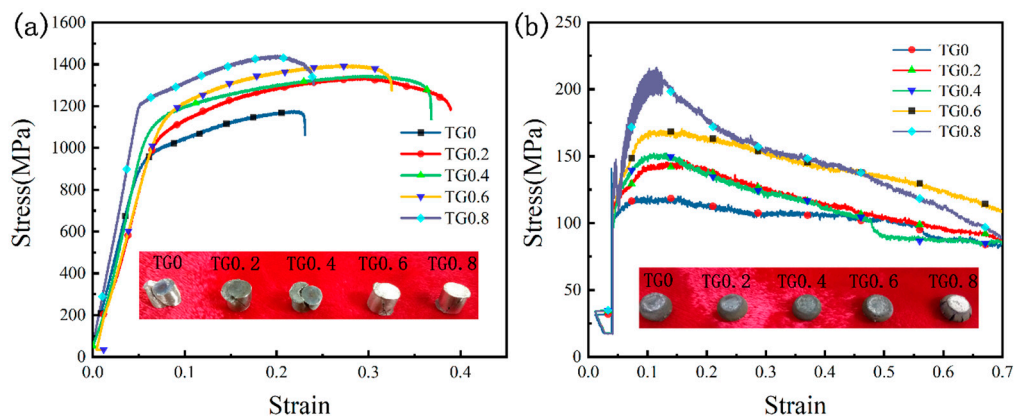 (a)
Stress(MPa)
1600
1400
1200
1000
800
600
400
200
0
0.0 0.1 0.2 0.3 0.4
Strain
TG0
TG0.2
TG0.4
TG0.6
TG0.8
TG0 TG0.2 TG0.4 TG0.6 TG0.8
(b)
Stress(MPa)
250
200
150
100
50
0
0.0 0.1 0.2 0.3 0.4 0.5 0.6 0.7
Strain
TG0
TG0.2
TG0.4
TG0.6
TG0.8
TG0 TG0.2 TG0.4 TG0.6 TG0.8